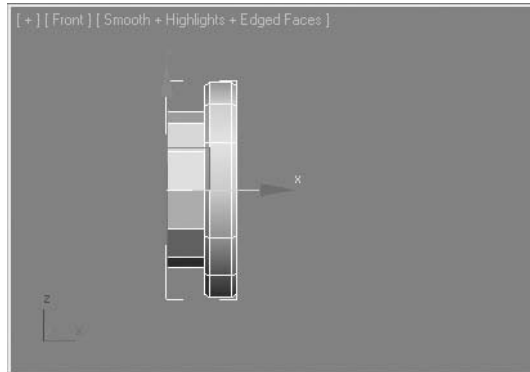 [ + ] [ Front ] [ Smooth + Highlights + Edged Faces ]
x
z
x